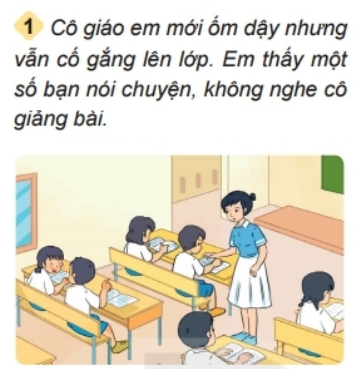 1 Cô giáo em mới ốm dậy nhưng
vẫn cố gắng lên lớp. Em thấy một
số bạn nói chuyện, không nghe cô
giảng bài.